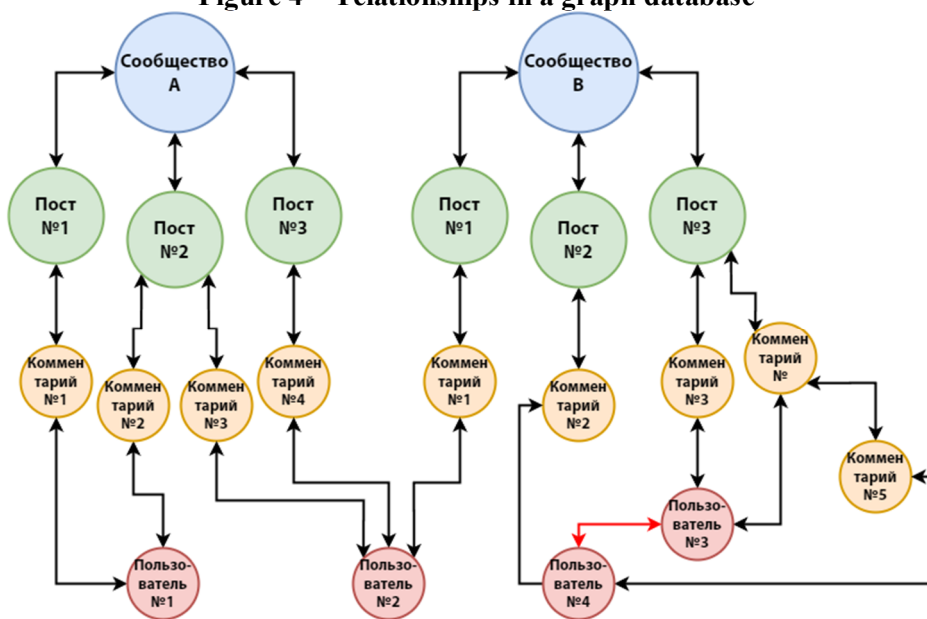 Figure 4 – relationships in a graph database
Сообщество
A
Сообщество
B
Пост
№1
Пост
№2
Пост
№3
Пост
№1
Пост
№2
Пост
№3
Коммен
тарий
№1
Коммен
тарий
№2
Коммен
тарий
№3
Коммен
тарий
№4
Коммен
тарий
№1
Коммен
тарий
№2
Коммен
тарий
№3
Коммен
тарий
№
Коммен
тарий
№5
Пользо-
ватель
№1
Пользо-
ватель
№2
Пользо-
ватель
№3
Пользо-
ватель
№4